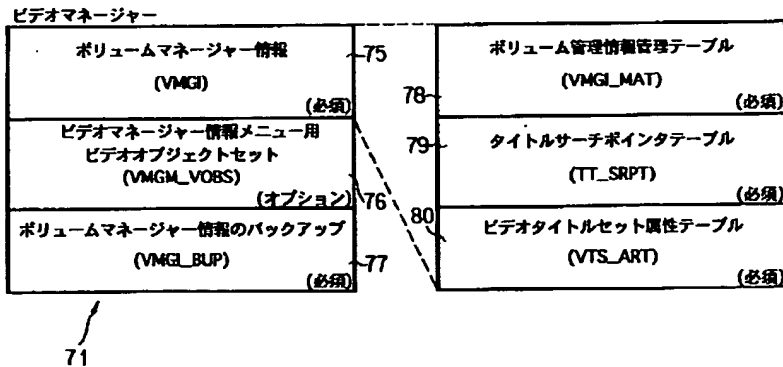 ビデオマネージャー
ボリュームマネージャー情報
(VMGI)
(必須)
75
ビデオマネージャー情報メニュー用
ビデオオブジェクトセット
(VMGM_VOBS)
(オプション)
76
ボリュームマネージャー情報のバックアップ
(VMGI_BUP)
(必須)
77
71
ボリューム管理情報管理テーブル
(VMGI_MAT)
78
(必須)
79
タイトルサーチポインタテーブル
(TT_SRPT)
(必須)
80
ビデオタイトルセット属性テーブル
(VTS_ART)
(必須)